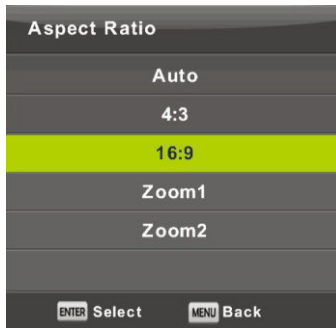 Aspect Ratio
Auto
4:3
16:9
Zoom1
Zoom2
ENTER Select MENU Back